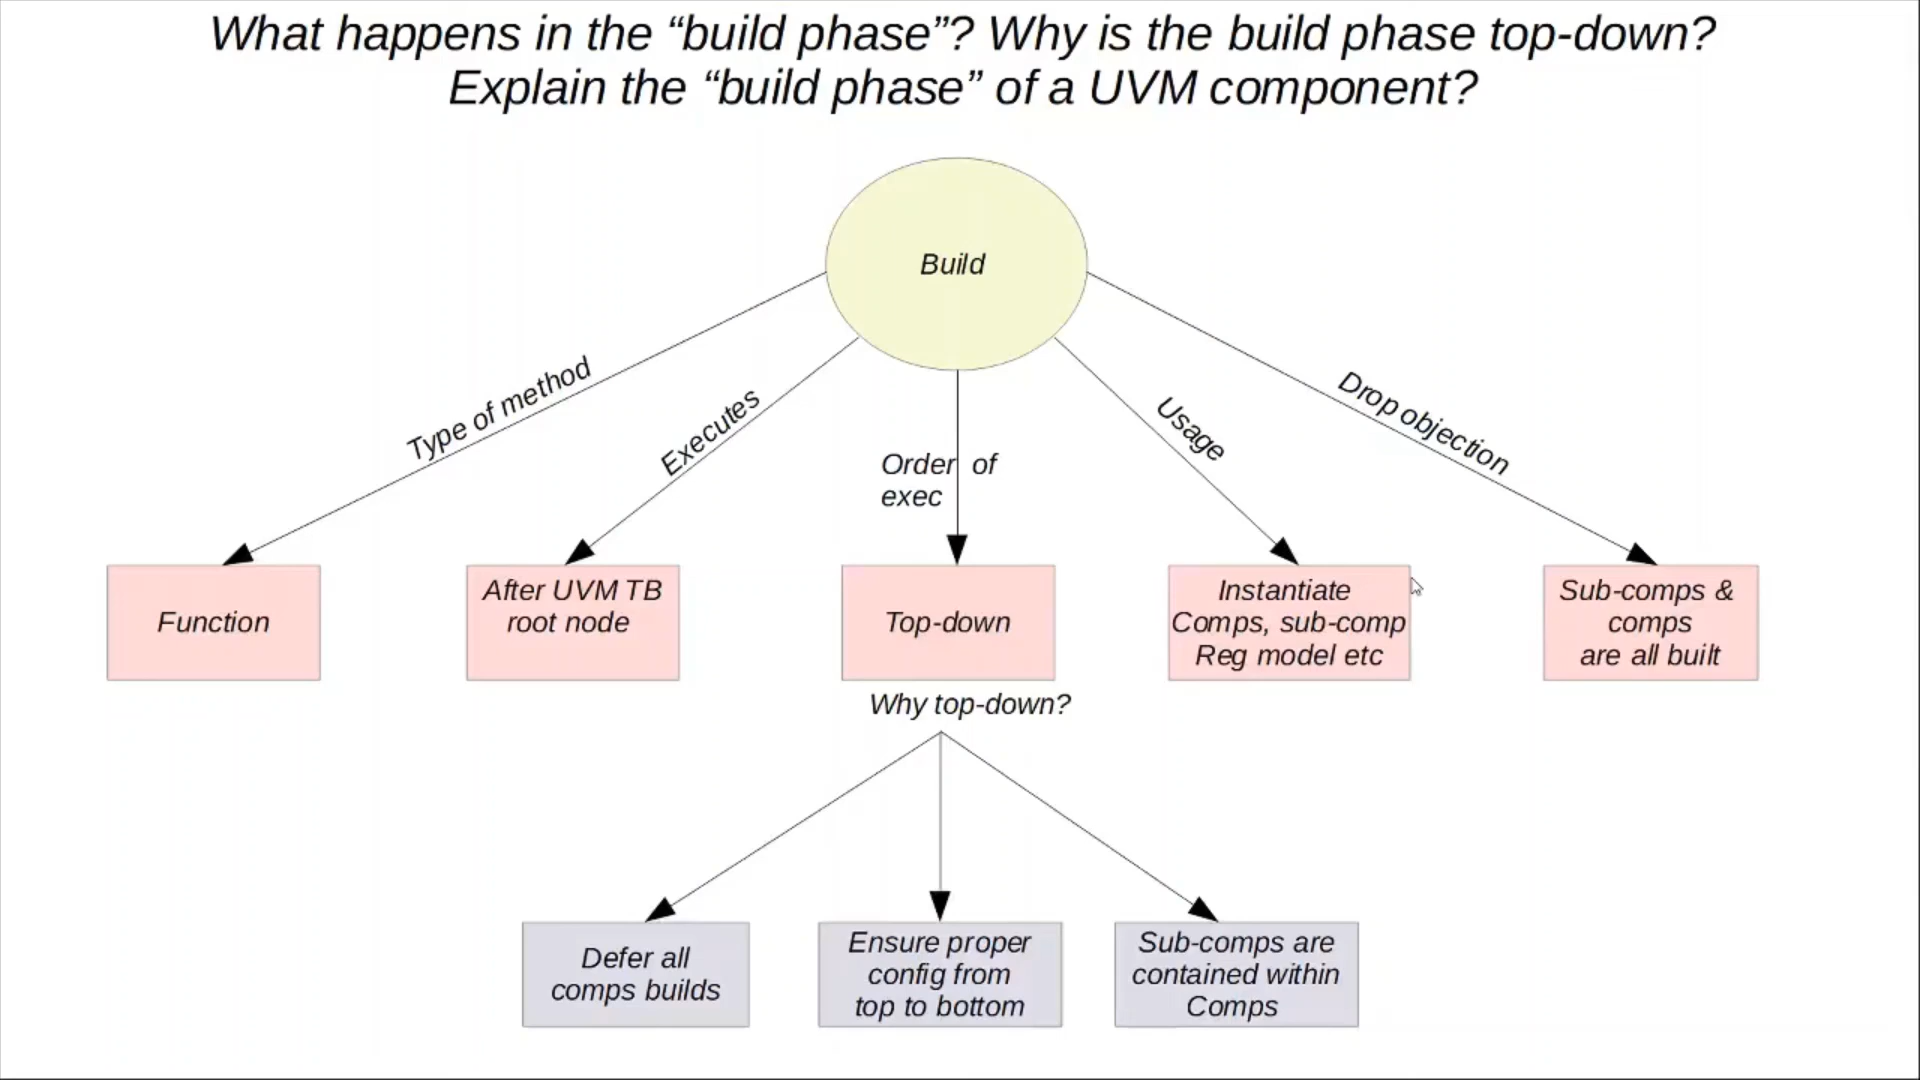 What happens in the “build phase”? Why is the build phase top-down?
Explain the “build phase” of a UVM component?
Build
Type of method
Executes
Order of
exec
Usage
Drop objection
Function
After UVM TB
root node
Top-down
Instantiate
Comps, sub-comp
Reg model etc
Sub-comps &
comps
are all built
Why top-down?
Defer all
comps builds
Ensure proper
config from
top to bottom
Sub-comps are
contained within
Comps